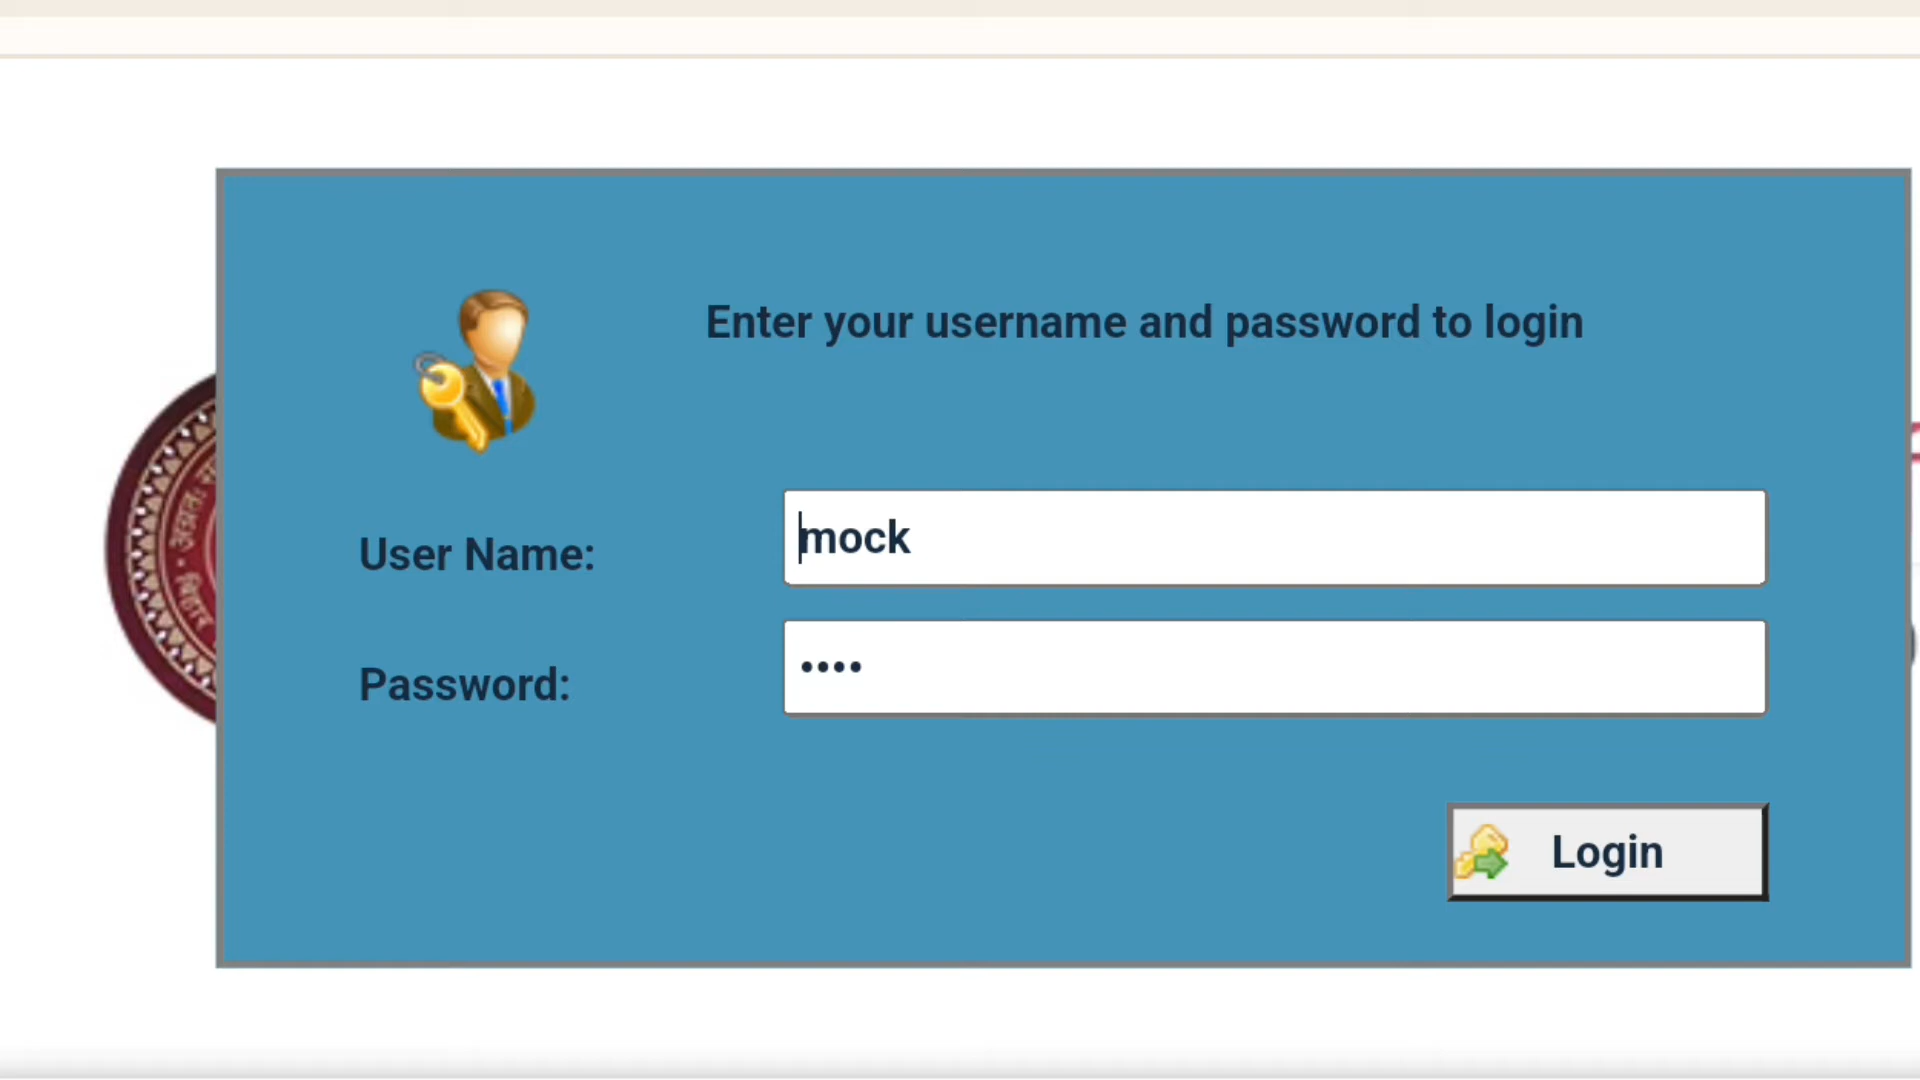 Enter your username and password to login
User Name:
mock
Password:
••••
Login
बिहार